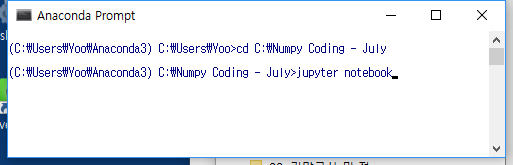 Anaconda Prompt
(C:₩Users₩Yoo₩Anaconda3) C:₩Users₩Yoo>cd C:₩Numpy Coding - July
(C:₩Users₩Yoo₩Anaconda3) C:₩Numpy Coding - July>jupyter notebook